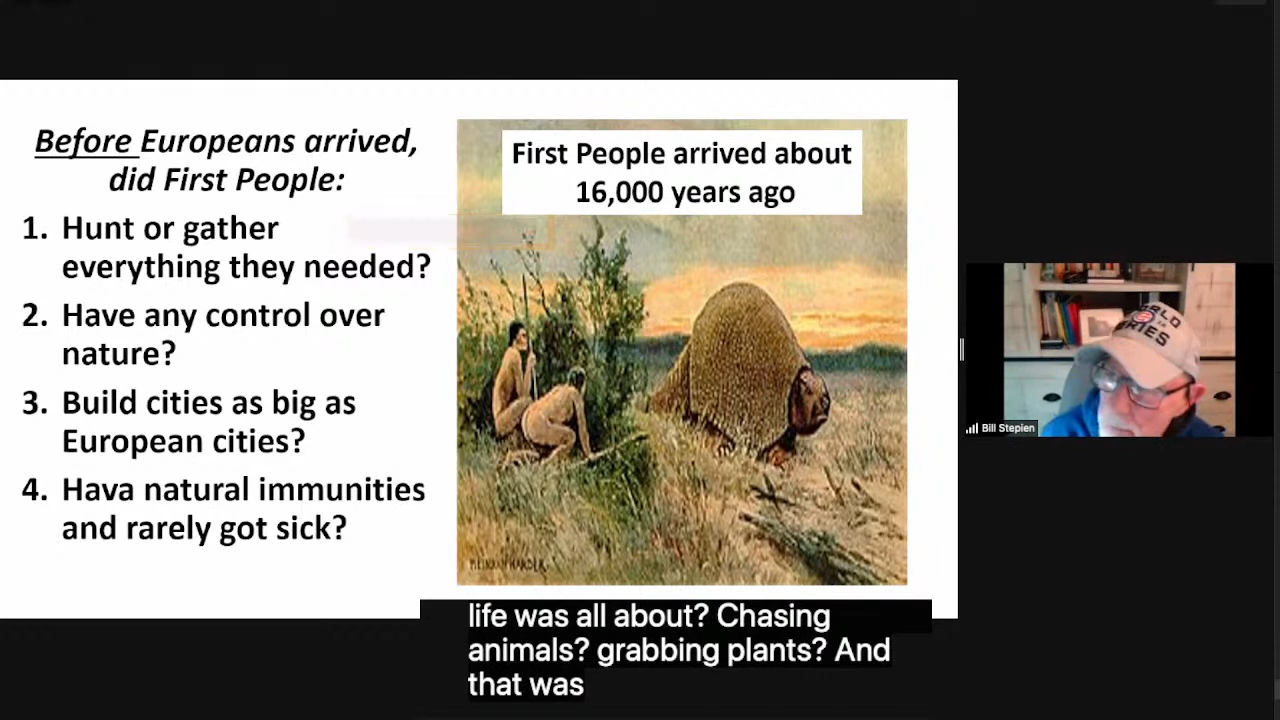 Before Europeans arrived,
did First People:
1. Hunt or gather
everything they needed?
2. Have any control over
nature?
3. Build cities as big as
European cities?
4. Hava natural immunities
and rarely got sick?
First People arrived about
16,000 years ago
Bill Stepien
life was all about? Chasing
animals? grabbing plants? And
that was